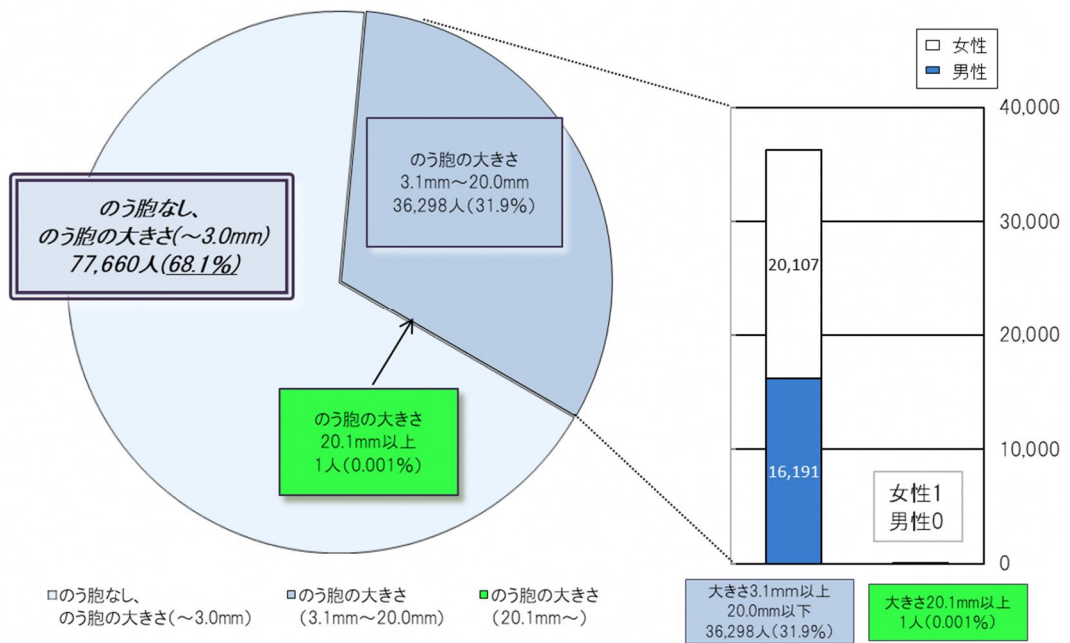 のう胞なし、
のう胞の大きさ(～3.0mm)
77,660人(68.1%)
のう胞の大きさ
3.1mm～20.0mm
36,298人(31.9%)
のう胞の大きさ
20.1mm以上
1人(0.001%)
女性
男性
40,000
30,000
20,000
10,000
0
20,107
16,191
女性1
男性0
のう胞なし、
のう胞の大きさ(～3.0mm)
のう胞の大きさ
(3.1mm～20.0mm)
のう胞の大きさ
(20.1mm～)
大きさ3.1mm以上
20.0mm以下
36,298人(31.9%)
大きさ20.1mm以上
1人(0.001%)